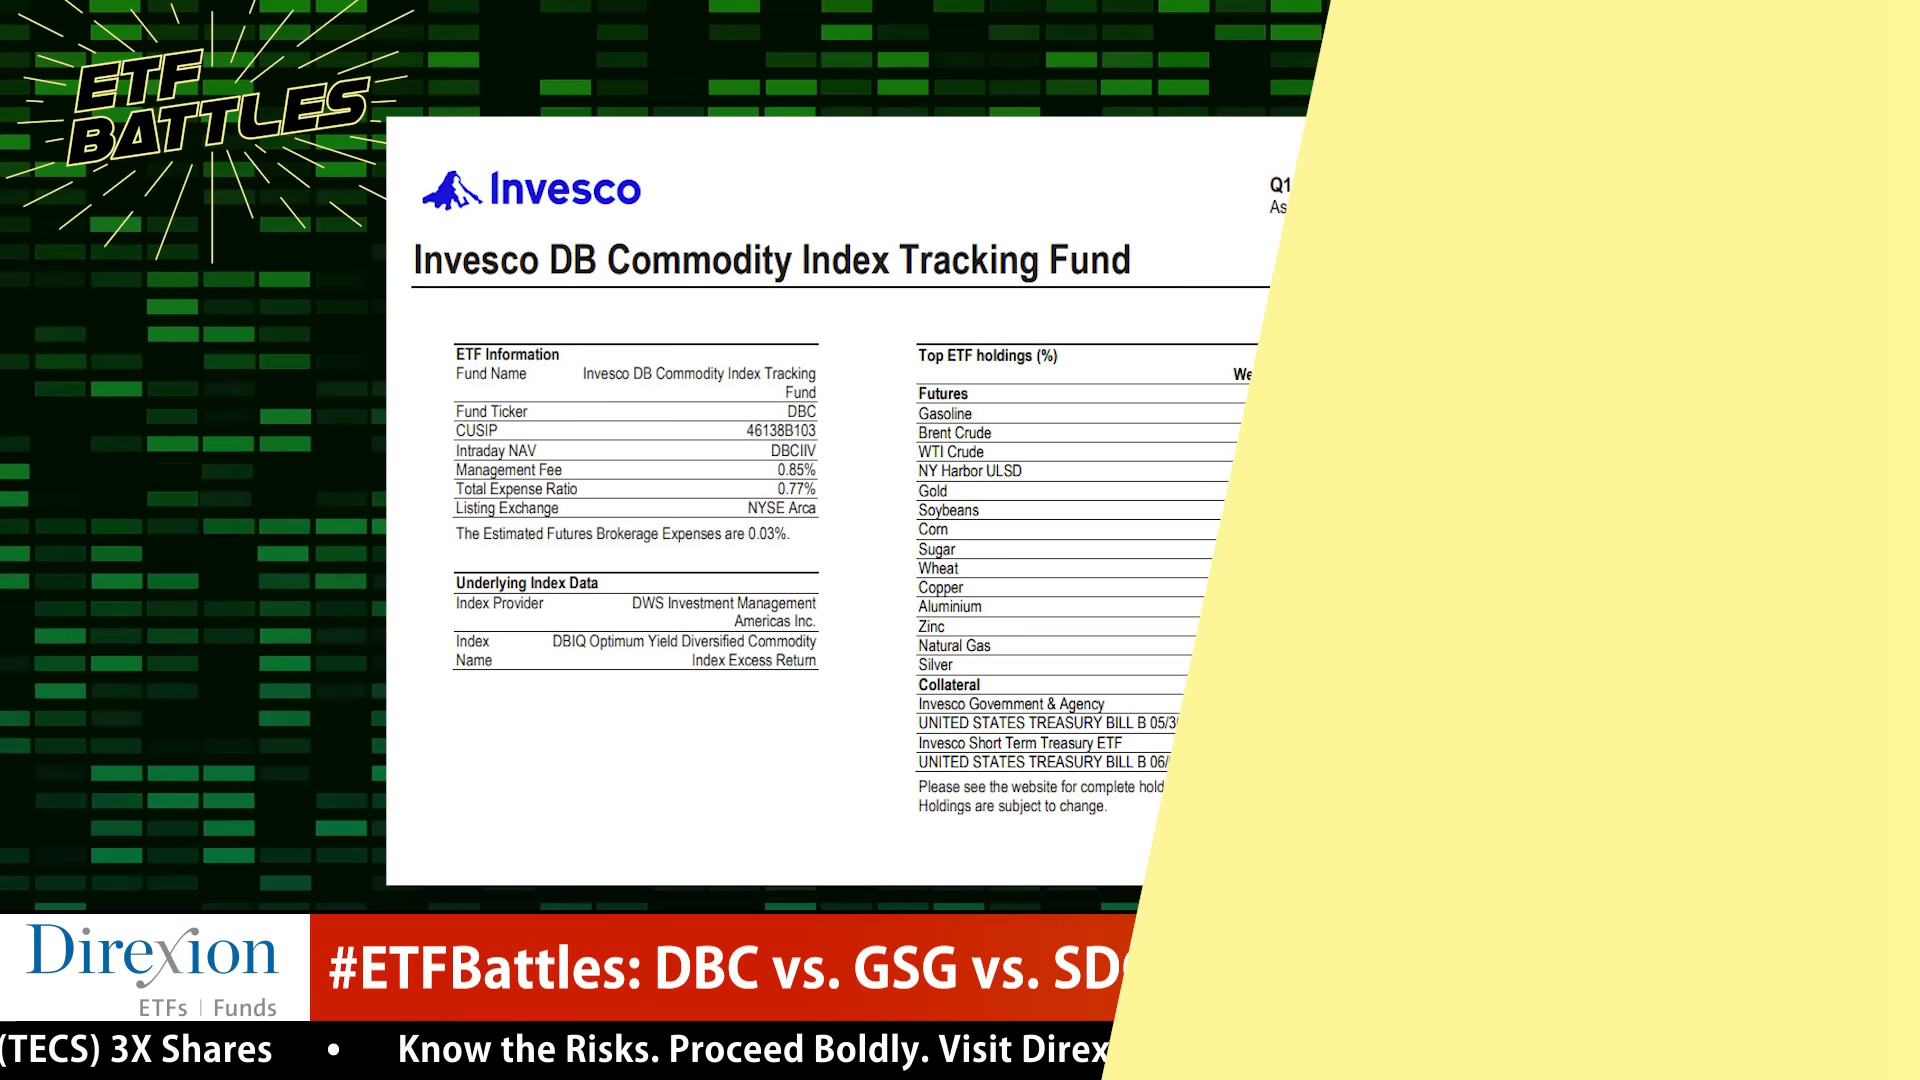 ETF
BATTLES
Invesco
Q1
As
Invesco DB Commodity Index Tracking Fund
ETF Information
Fund Name Invesco DB Commodity Index Tracking
Fund
Fund Ticker DBC
CUSIP 46138B103
Intraday NAV DBCIIV
Management Fee 0.85%
Total Expense Ratio 0.77%
Listing Exchange NYSE Arca
The Estimated Futures Brokerage Expenses are 0.03%.
Underlying Index Data
Index Provider DWS Investment Management
Americas Inc.
Index DBIQ Optimum Yield Diversified Commodity
Name Index Excess Return
Top ETF holdings (%)
We
Futures
Gasoline
Brent Crude
WTI Crude
NY Harbor ULSD
Gold
Soybeans
Corn
Sugar
Wheat
Copper
Aluminium
Zinc
Natural Gas
Silver
Collateral
Invesco Government & Agency
UNITED STATES TREASURY BILL B 05/3
Invesco Short Term Treasury ETF
UNITED STATES TREASURY BILL B 06/
Please see the website for complete hold
Holdings are subject to change.
Direxion
ETFs | Funds
#ETFBattles: DBC vs. GSG vs. SD
(TECS) 3X Shares • Know the Risks. Proceed Boldly. Visit Direx